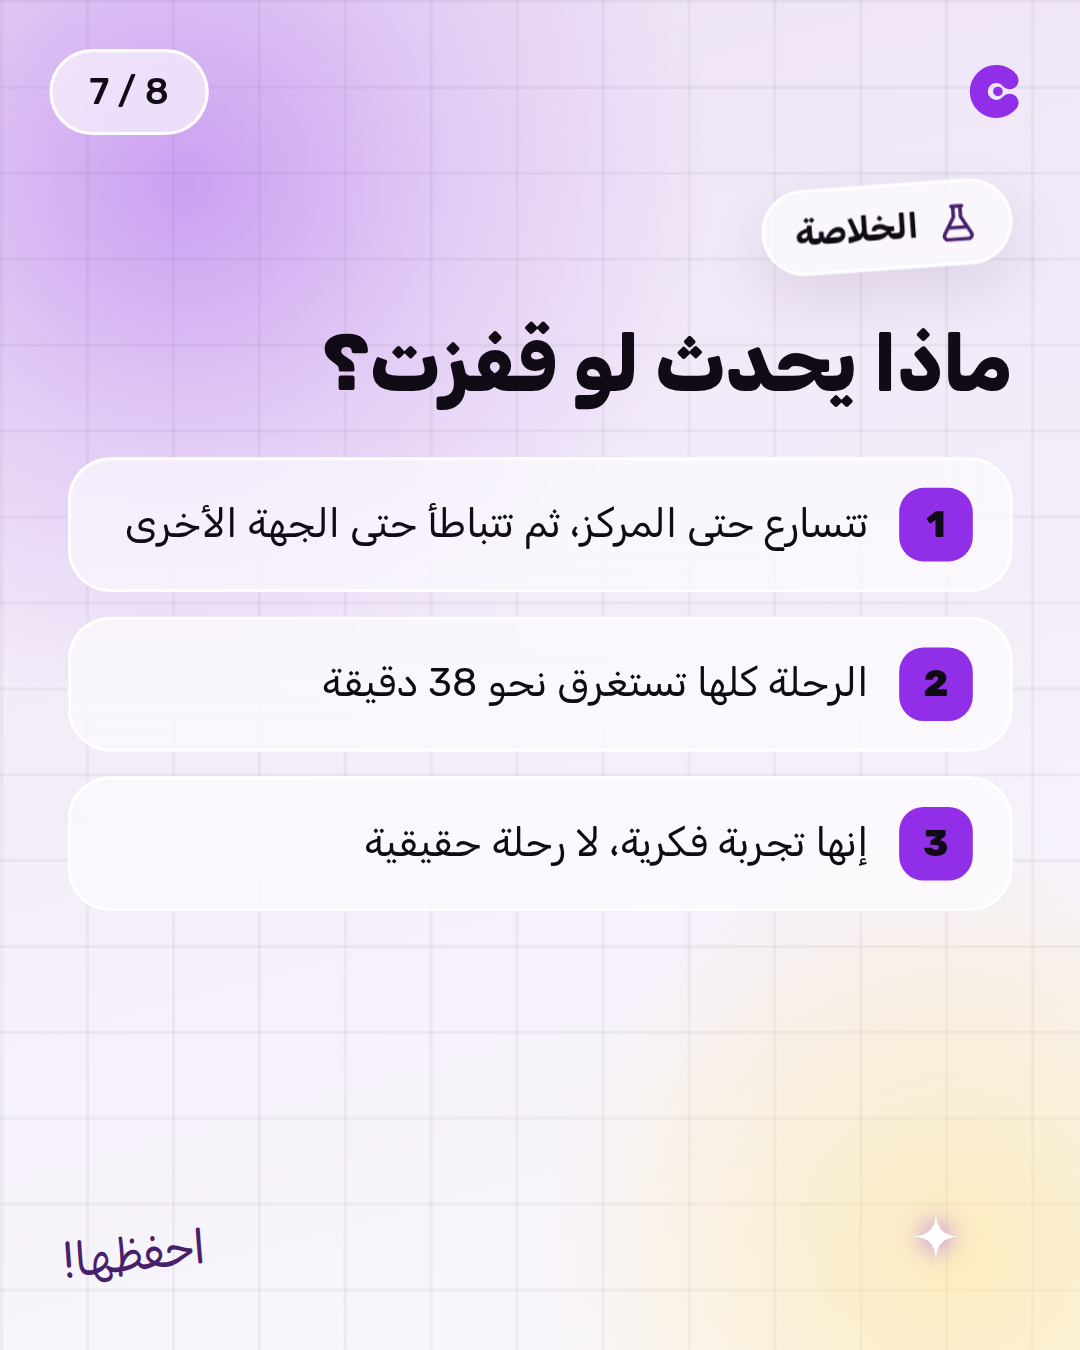 7 / 8
الخلاصة
ماذا يحدث لو قفزت؟
1 تتسارع حتى المركز، ثم تتباطأ حتى الجهة الأخرى
2 الرحلة كلها تستغرق نحو 38 دقيقة
3 إنها تجربة فكرية، لا رحلة حقيقية
احفظها!